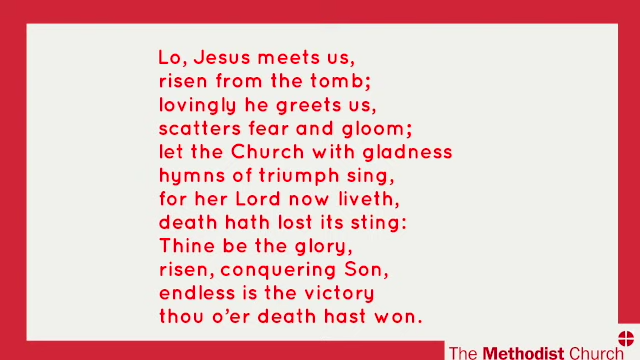 Lo, Jesus meets us,
risen from the tomb;
lovingly he greets us,
scatters fear and gloom;
let the Church with gladness
hymns of triumph sing,
for her Lord now liveth,
death hath lost its sting:
Thine be the glory,
risen, conquering Son,
endless is the victory
thou o'er death hast won.
The Methodist Church